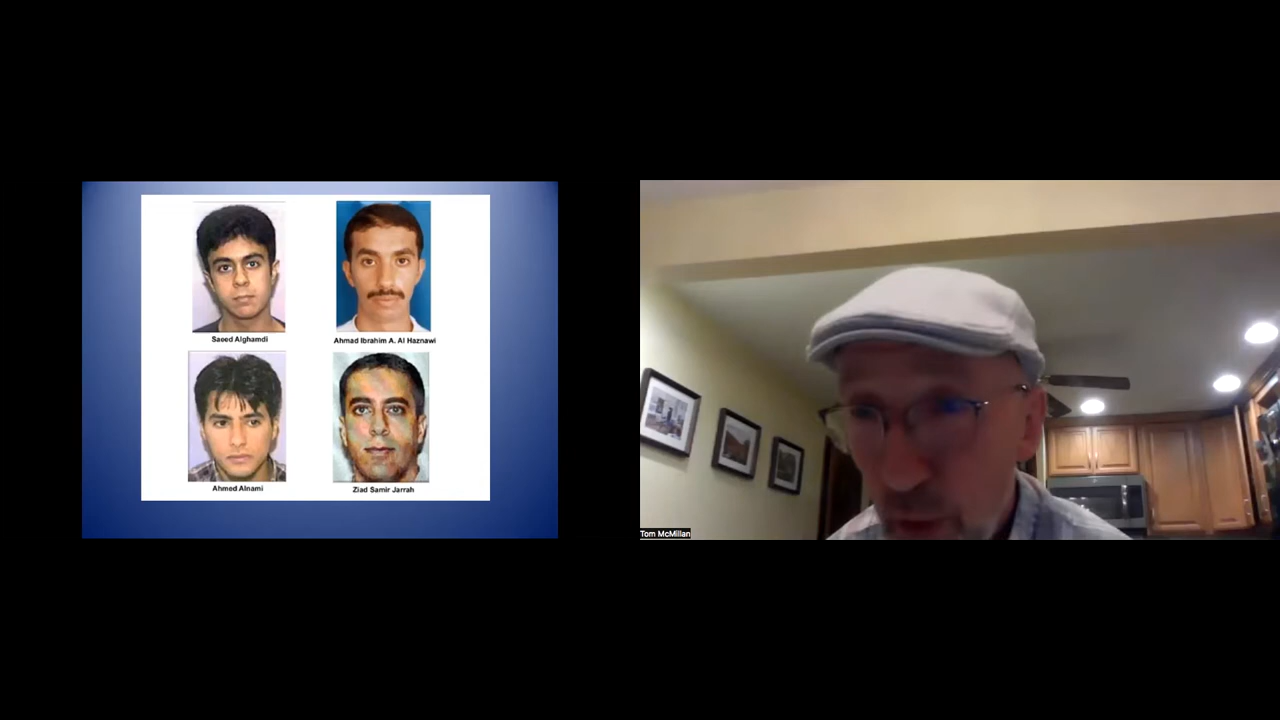 Saeed Alghamdi
Ahmad Ibrahim A. Al Haznawi
Ahmed Alnami
Ziad Samir Jarrah
Tom McMillan